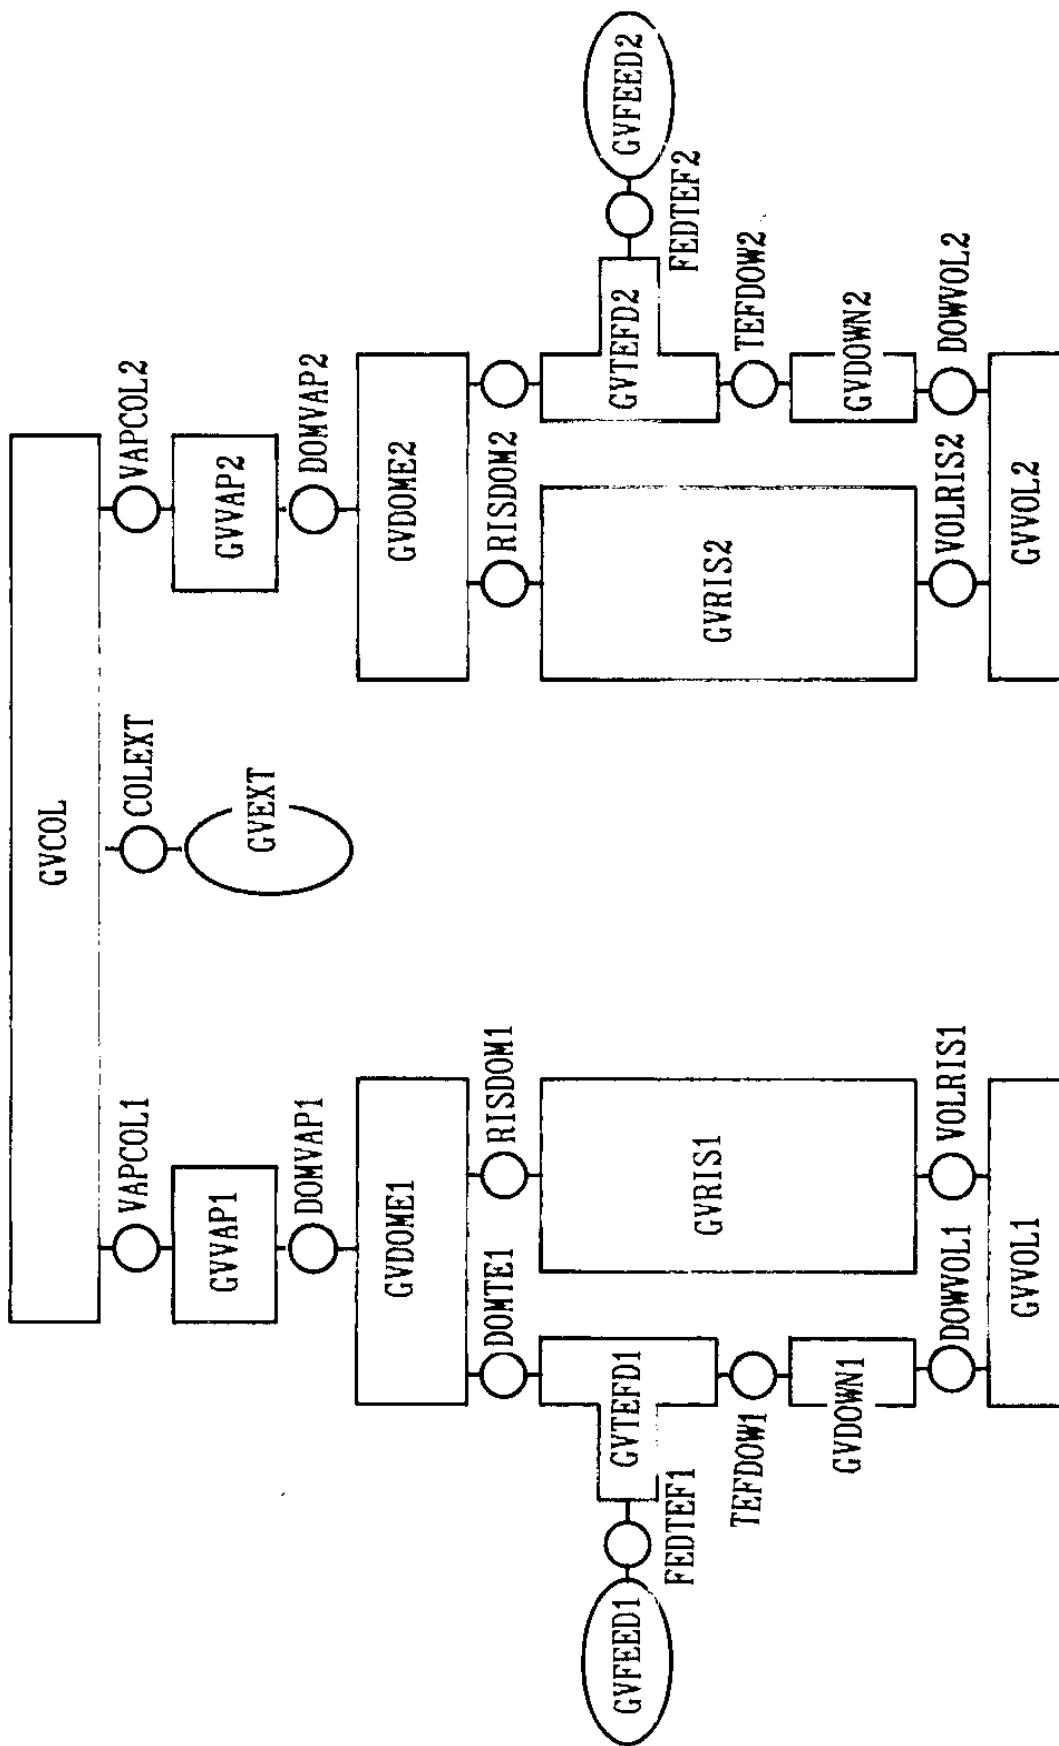 GVCOL
VAPCOL1
COLEXT
VAPCOL2
GVVAP1
GVEXT
GVVAP2
DOMVAP1
DOMVAP2
GVDOME1
GVDOME2
DOMTE1
RISDOM1
RISDOM2
GVFEED1
GVTEFD1
GVTEFD2
GVFEED2
FEDTEF1
FEDTEF2
GVRIS1
GVRIS2
TEFDOW1
TEFDOW2
GVDOWN1
GVDOWN2
DOWVOL1
VOLRIS1
VOLRIS2
DOWVOL2
GVVOL1
GVVOL2